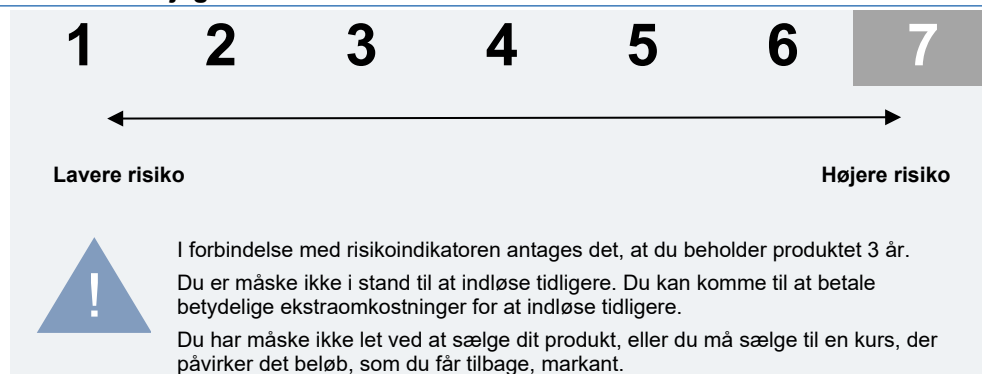 1 2 3 4 5 6 7
Lavere risiko Højere risiko
!
I forbindelse med risikoindikatoren antages det, at du beholder produktet 3 år.
Du er måske ikke i stand til at indløse tidligere. Du kan komme til at betale
betydelige ekstraomkostninger for at indløse tidligere.
Du har måske ikke let ved at sælge dit produkt, eller du må sælge til en kurs, der
påvirker det beløb, som du får tilbage, markant.